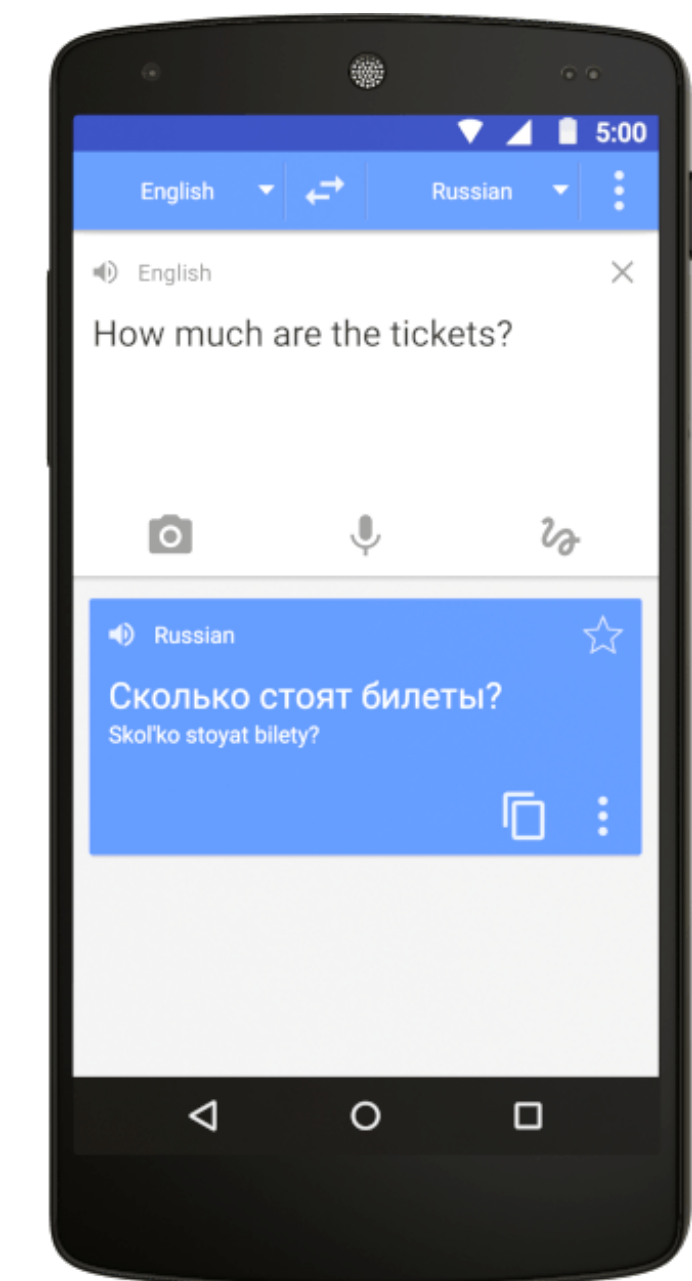 5:00
English
Russian
English
How much are the tickets?
Russian
Сколько стоят билеты?
Skol'ko stoyat bilety?